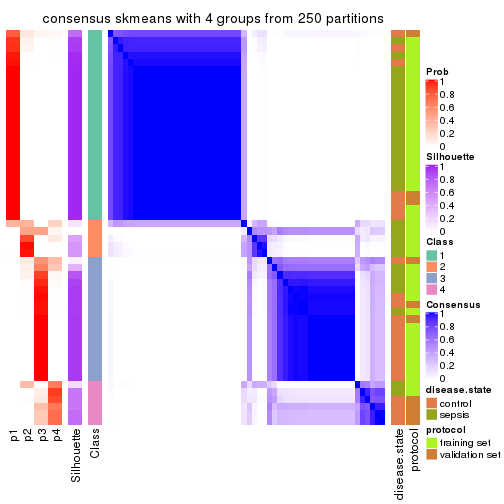 consensus skmeans with 4 groups from 250 partitions
Prob
1
0.8
0.6
0.4
0.2
0
Silhouette
1
0.8
0.6
0.4
0.2
0
Class
1
2
3
4
Consensus
1
0.8
0.6
0.4
0.2
0
disease.state
control
sepsis
protocol
training set
validation set
p1
p2
p3
p4
Silhouette
Class
disease.state
protocol